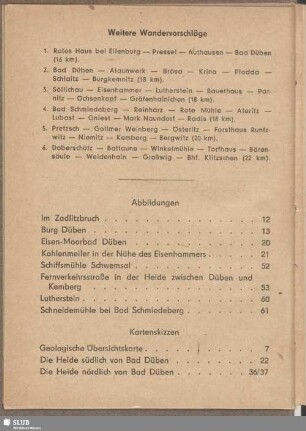 Weitere Wandervorschläge
1. Rotes Haus bei Eilenburg — Pressel — Authausen — Bad Düben
(16 km).
2. Bad Düben — Alaunwerk — Brösa — Krina — Plodda —
Schlaitz — Burgkemnitz. (18 km).
3. Söllichau — Eisenhammer — Lutherstein — Sauerhaus — Par-
nitz — Ochsenkopf — Gräfenhainichen (18 km).
4. Bad Schmiedeberg — Reinharz — Rote Mühle — Ateritz —
Lubast — Gniest — Mark Naundorf — Radis (18 km).
5. Pretzsch — Golmer Weinberg — Osteritz — Forsthaus
witz — — Kemberg — Bergwitz (20 km).
6. Doberschütz — Battaune — Winkelmühle — Torfhaus — Bären-
säule — Weidenhain — Großwig — Bhf. Klitzschen (22 km).
Abbildungen
Im Zadlitzbruch 12
Burg Düben 13
Eisen-Moorbad Düben 20
Kohlenmeiler in der Nähe des Eisenhammers 21
Schiffsmühle Schwemsal 52
Fernverkehrsstraße in der Heide zwischen Düben und
Kemberg 53
Lutherstein 60
Schneidemühle bei Bad Schmiedeberg 61
Kartenskizzen
Geologische Übersichtskarte 7
Die Heide südlich von Bad Düben 22
Die Heide nördlich von Bad Düben 36/37
SLUB